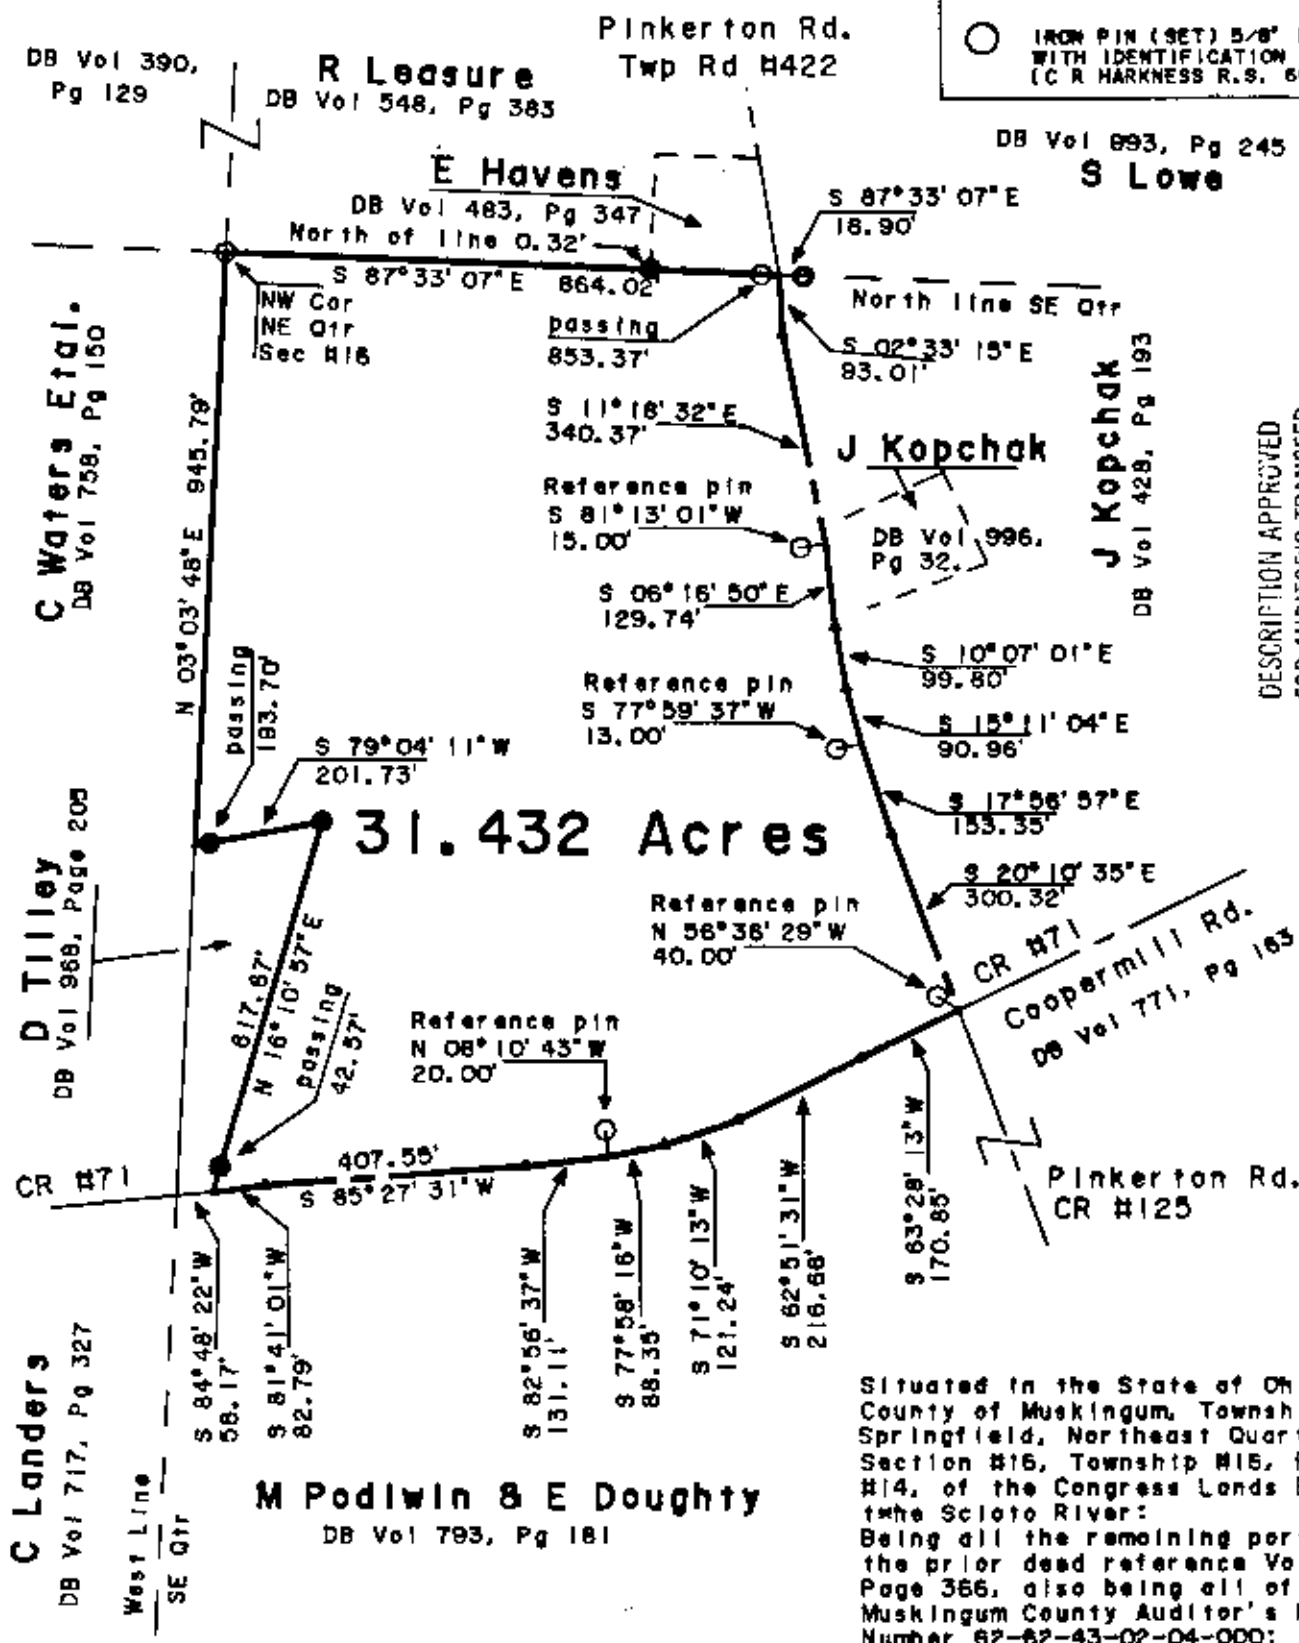 DB Vol 390,
Pg 129
R Leasure
DB Vol 548, Pg 383
Pinkerton Rd.
Twp Rd #422
IRON PIN (SET) 5/8"
WITH IDENTIFICATION
(C R HARKNESS R.S.
DB Vol 893, Pg 245
S Lowe
E Havens
DB Vol 483, Pg 347
North of line 0.32'
S 87°33'07"E
18.90'
S 87°33'07"E 864.02'
NW Cor
NE Qtr
Sec #16
passing
853.37'
North line SE Qtr
S 02°33'15"E
93.01'
C Waters Etal.
DB Vol 758, Pg 150
N 03°03'48"E 945.79'
S 11°18'32"E
340.37'
J Kopchak
DB Vol 996,
Pg 32.
J Kopchak
DB Vol 428, Pg 193
DESCRIPTION APPROVED
Reference pin
S 81°13'01"W
15.00'
S 06°16'50"E
129.74'
S 10°07'01"E
99.80'
Reference pin
S 77°59'37"W
13.00'
S 15°11'04"E
90.96'
passing
193.70'
S 79°04'11"W
201.73'
31.432 Acres
S 17°56'57"E
153.35'
S 20°10'35"E
300.32'
D Tilley
DB Vol 968, Page 205
Reference pin
N 56°36'29"W
40.00'
CR #71
Coopermill Rd.
DB Vol 771, Pg 163
617.67'
N 16°10'57"E
passing
42.57'
Reference pin
N 08°10'43"W
20.00'
CR #71
407.55'
S 85°27'31"W
Pinkerton Rd.
CR #125
S 84°48'22"W
58.17'
S 81°41'01"W
82.79'
S 82°56'37"W
131.11'
S 77°58'16"W
88.35'
S 71°10'13"W
121.24'
S 62°51'31"W
216.68'
S 63°28'13"W
170.85'
C Landers
DB Vol 717, Pg 327
West Line
SE Qtr
M Podiwin & E Doughty
DB Vol 793, Pg 181
Situated in the State of
County of Muskingum,
Springfield, Northeast
Section #16, Township #15,
#14, of the Congress Lands
twhe Scioto River:
Being all the remaining
the prior deed reference
Page 366, also being all of
Muskingum County Auditor's
Number 62-62-43-02-04-000: